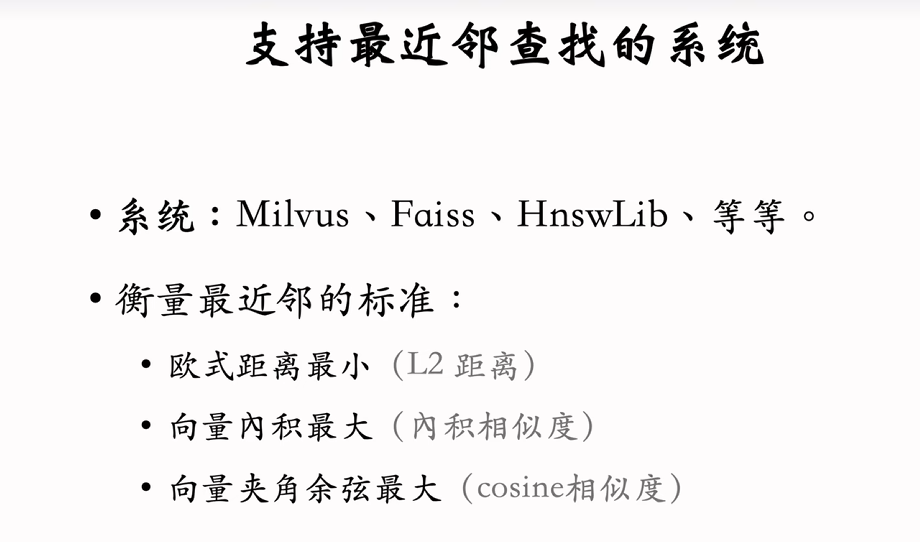 支持最近邻查找的系统
• 系统：Milvus、Faiss、HnswLib、等等。
• 衡量最近邻的标准：
• 欧式距离最小（L2 距离）
• 向量內积最大（內积相似度）
• 向量夹角余弦最大（cosine相似度）